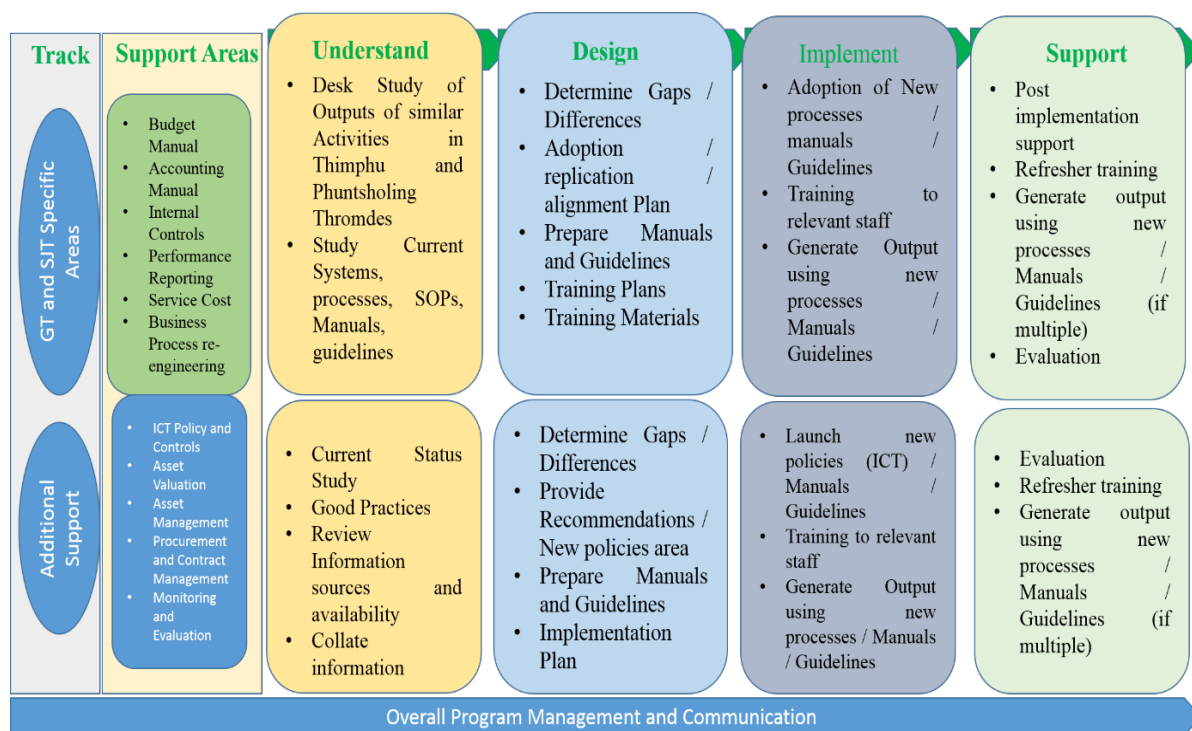 Track
Support Areas
Understand
Design
Implement
Support
GT and SJT Specific
Areas
• Budget
Manual
• Accounting
Manual
• Internal
Controls
• Performance
Reporting
• Service Cost
• Business
Process re-
engineering
• Desk Study of
Outputs of similar
Activities in
Thimphu and
Phuntsholing
Thromdes
• Study Current
Systems,
processes, SOPs,
Manuals,
guidelines
• Determine Gaps /
Differences
• Adoption /
replication /
alignment Plan
• Prepare Manuals
and Guidelines
• Training Plans
• Training Materials
• Adoption of New
processes /
manuals /
Guidelines
• Training to
relevant staff
• Generate Output
using new
processes /
Manuals /
Guidelines
• Post
implementation
support
• Refresher training
• Generate output
using new
processes /
Manuals /
Guidelines (if
multiple)
• Evaluation
Additional
Support
• ICT Policy and
Controls
• Asset
Valuation
• Asset
Management
• Procurement
and Contract
Management
• Monitoring
and
Evaluation
• Current Status
Study
• Good Practices
• Review
Information
sources and
availability
• Collate
information
• Determine Gaps /
Differences
• Provide
Recommendations /
New policies area
• Prepare Manuals
and Guidelines
• Implementation
Plan
• Launch new
policies (ICT) /
Manuals /
Guidelines
• Training to relevant
staff
• Generate Output
using new
processes / Manuals
/ Guidelines
• Evaluation
• Refresher training
• Generate output
using new
processes /
Manuals /
Guidelines (if
multiple)
Overall Program Management and Communication